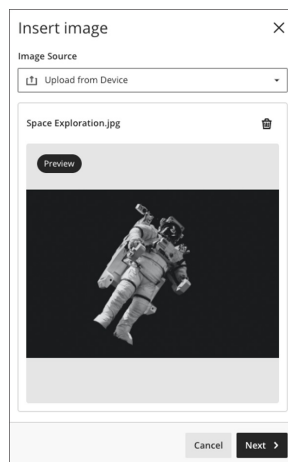 Insert image
Image Source
Upload from Device
Space Exploration.jpg
Preview
Cancel
Next